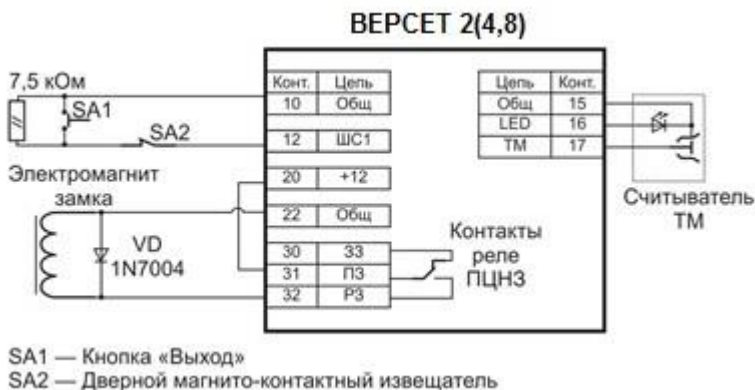 ВЕРСЕТ 2(4,8)
7,5 кОм
SA1
SA2
Конт. Цепь
10 Общ
12 ШС1
20 +12
22 Общ
30 ЗЗ
31 ПЗ
32 РЗ
Цепь Конт.
Общ 15
LED 16
ТМ 17
Электромагнит
замка
VD
1N7004
Контакты
реле
ПЦН3
Считыватель
ТМ
SA1 — Кнопка «Выход»
SA2 — Дверной магнито-контактный извещатель